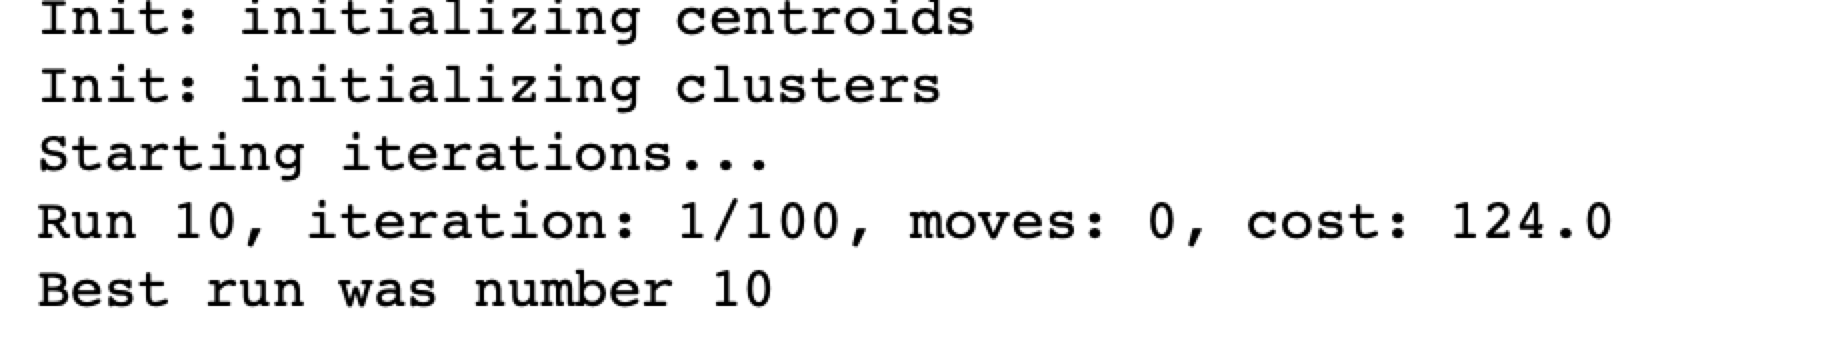 Init: initializing centroids
Init: initializing clusters
Starting iterations...
Run 10, iteration: 1/100, moves: 0, cost: 124.0
Best run was number 10